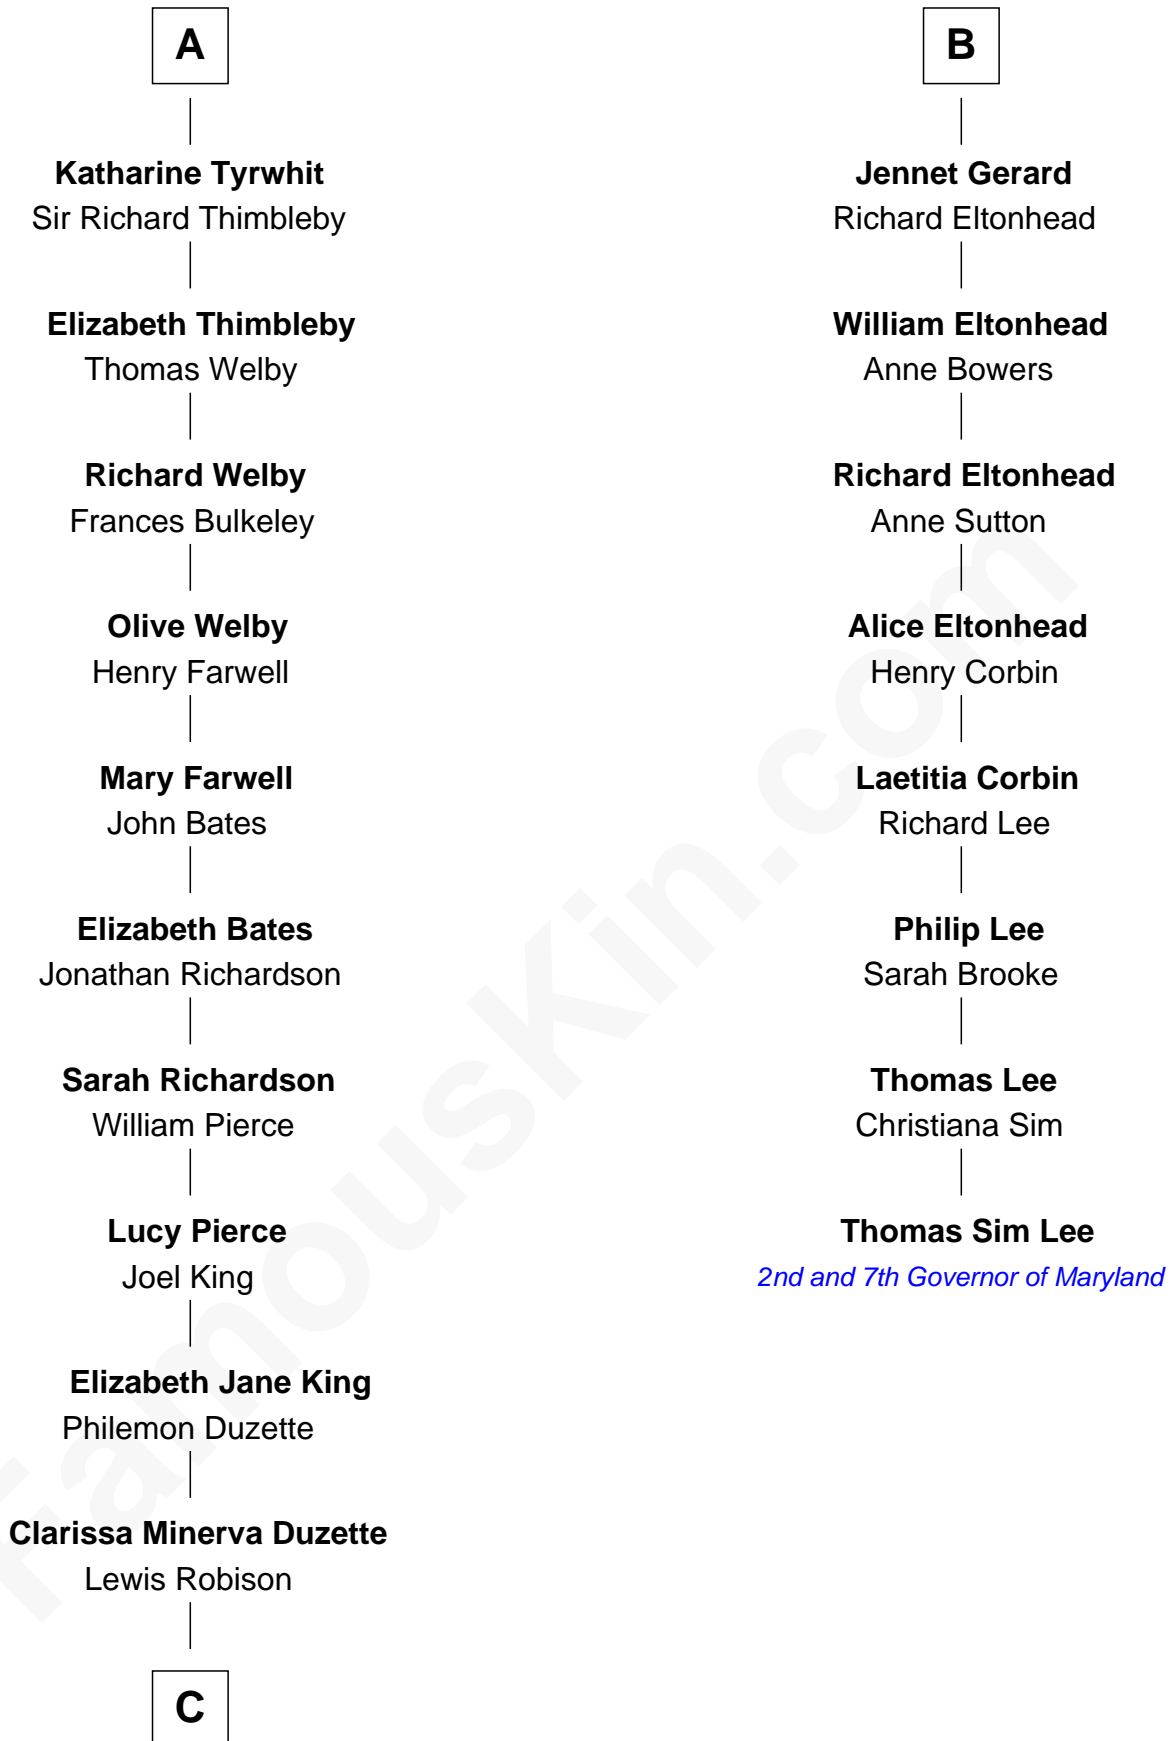 A
Katharine Tyrwhit
Sir Richard Thimbleby
Elizabeth Thimbleby
Thomas Welby
Richard Welby
Frances Bulkeley
Olive Welby
Henry Farwell
Mary Farwell
John Bates
Elizabeth Bates
Jonathan Richardson
Sarah Richardson
William Pierce
Lucy Pierce
Joel King
Elizabeth Jane King
Philemon Duzette
Clarissa Minerva Duzette
Lewis Robison
C
B
Jennet Gerard
Richard Eltonhead
William Eltonhead
Anne Bowers
Richard Eltonhead
Anne Sutton
Alice Eltonhead
Henry Corbin
Laetitia Corbin
Richard Lee
Philip Lee
Sarah Brooke
Thomas Lee
Christiana Sim
Thomas Sim Lee
2nd and 7th Governor of Maryland
FamousKin.com